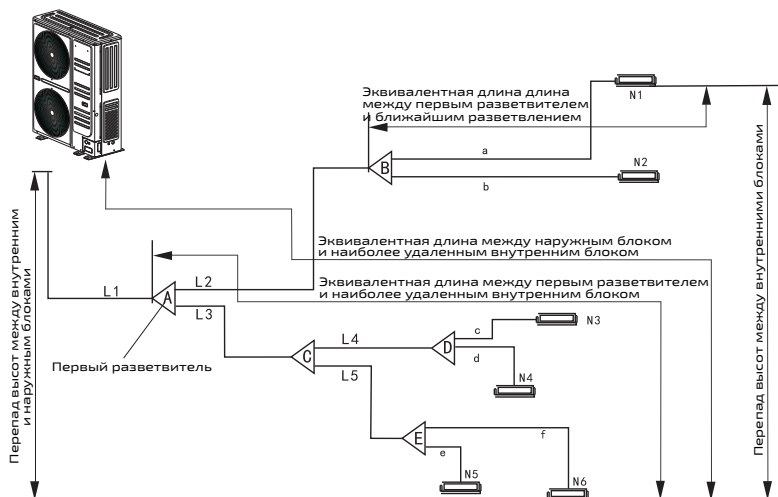 Эквивалентная длина длина
между первым разветвителем
и ближайшим разветвлением
N1
a
B
N2
b
Перепад высот между внутренним
и наружным блоками
Перепад высот между внутренними блоками
Эквивалентная длина между наружным блоком
и наиболее удаленным внутренним блоком
L1
A
L2
Эквивалентная длина между первым разветвителем
и наиболее удаленным внутренним блоком
L3
Первый разветвитель
C
L4
D
c
N3
d
N4
L5
E
f
e
N5
N6